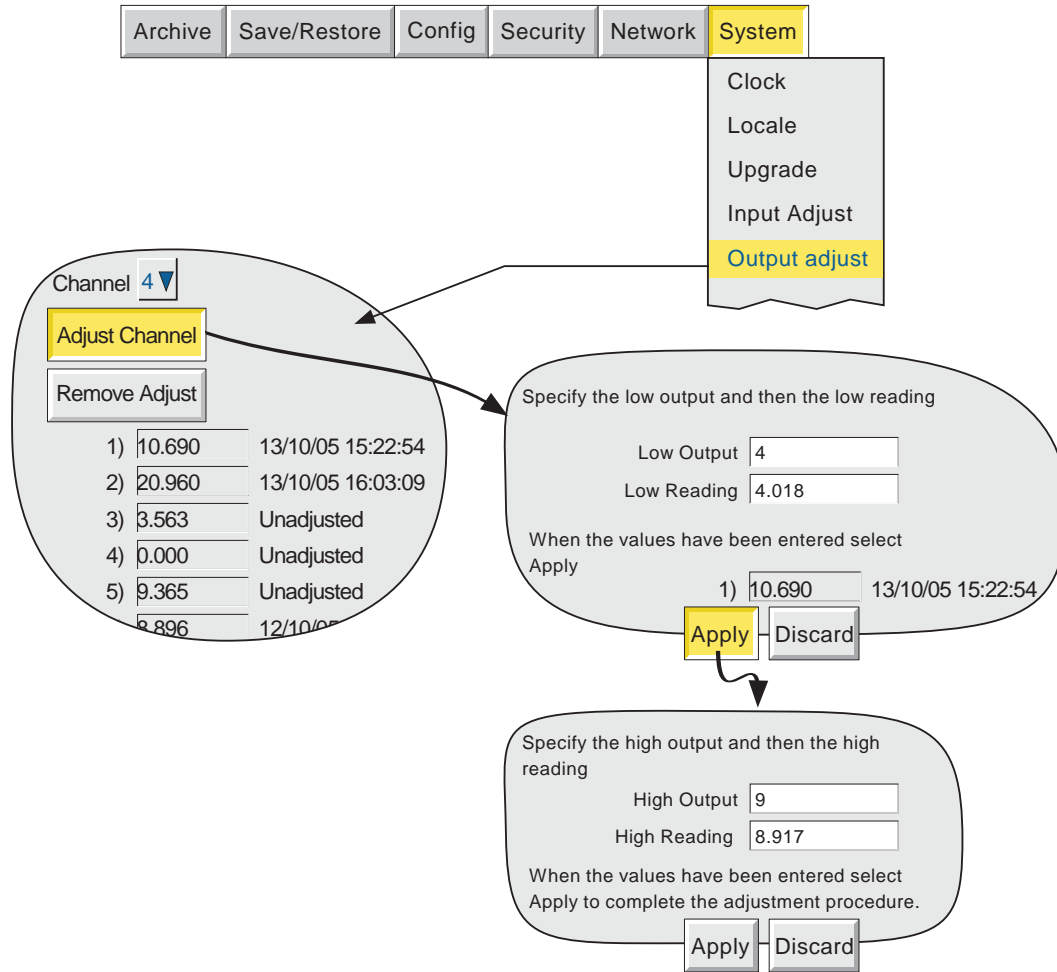 Archive Save/Restore Config Security Network System
Clock
Locale
Upgrade
Input Adjust
Output adjust
Channel 4
Adjust Channel
Remove Adjust
1) 10.690 13/10/05 15:22:54
2) 20.960 13/10/05 16:03:09
3) 3.563 Unadjusted
4) 0.000 Unadjusted
5) 9.365 Unadjusted
8.896 12/10/05
Specify the low output and then the low reading
Low Output 4
Low Reading 4.018
When the values have been entered select
Apply
1) 10.690 13/10/05 15:22:54
Apply Discard
Specify the high output and then the high
reading
High Output 9
High Reading 8.917
When the values have been entered select
Apply to complete the adjustment procedure.
Apply Discard